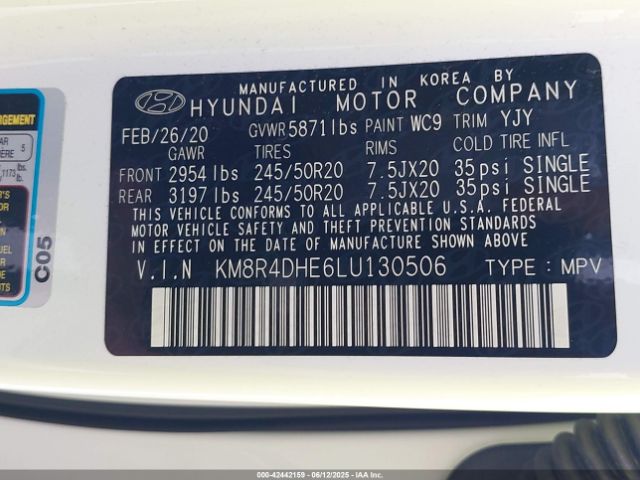 MANUFACTURED IN KOREA BY
HYUNDAI MOTOR COMPANY
FEB/26/20 GVWR 5871 lbs PAINT WC9 TRIM YJY
GAWR TIRES RIMS COLD TIRE INFL
FRONT 2954 lbs 245/50R20 7.5JX20 35psi SINGLE
REAR 3197 lbs 245/50R20 7.5JX20 35psi SINGLE
THIS VEHICLE CONFORMS TO ALL APPLICABLE U.S.A. FEDERAL
MOTOR VEHICLE SAFETY AND THEFT PREVENTION STANDARDS
IN EFFECT ON THE DATE OF MANUFACTURE SHOWN ABOVE.
V.I.N KM8R4DHE6LU130506 TYPE : MPV
C05
000-42442159 - 06/12/2025 - IAA Inc.